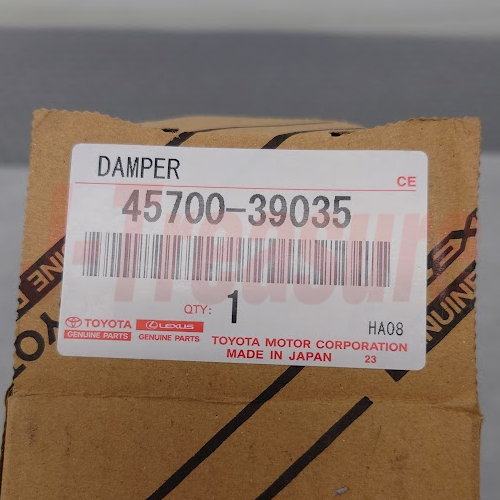 DAMPER
CE
45700-39035
QTY: 1
HA08
TOYOTA LEXUS
GENUINE PARTS GENUINE PARTS
TOYOTA MOTOR CORPORATION
MADE IN JAPAN 23